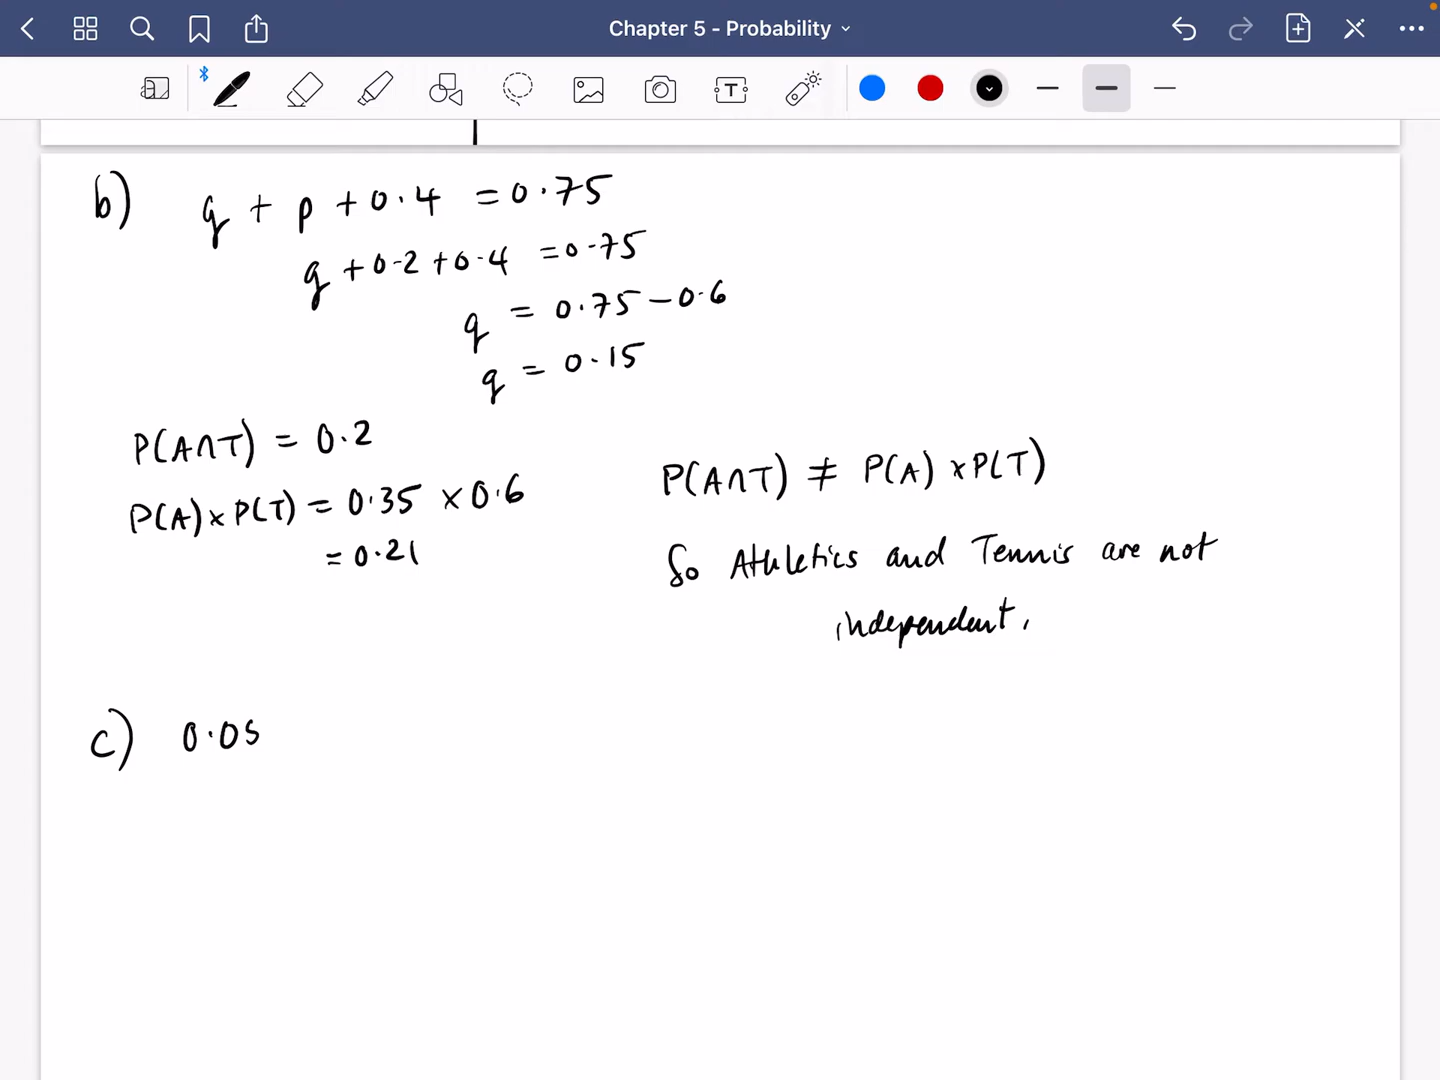 Chapter 5 - Probability
b) q + p + 0.4 = 0.75
q + 0.2 + 0.4 = 0.75
q = 0.75 - 0.6
q = 0.15
P(A∩T) = 0.2
P(A) × P(T) = 0.35 × 0.6
= 0.21
P(A∩T) ≠ P(A) × P(T)
So Athletics and Tennis are not
independent.
c) 0.05